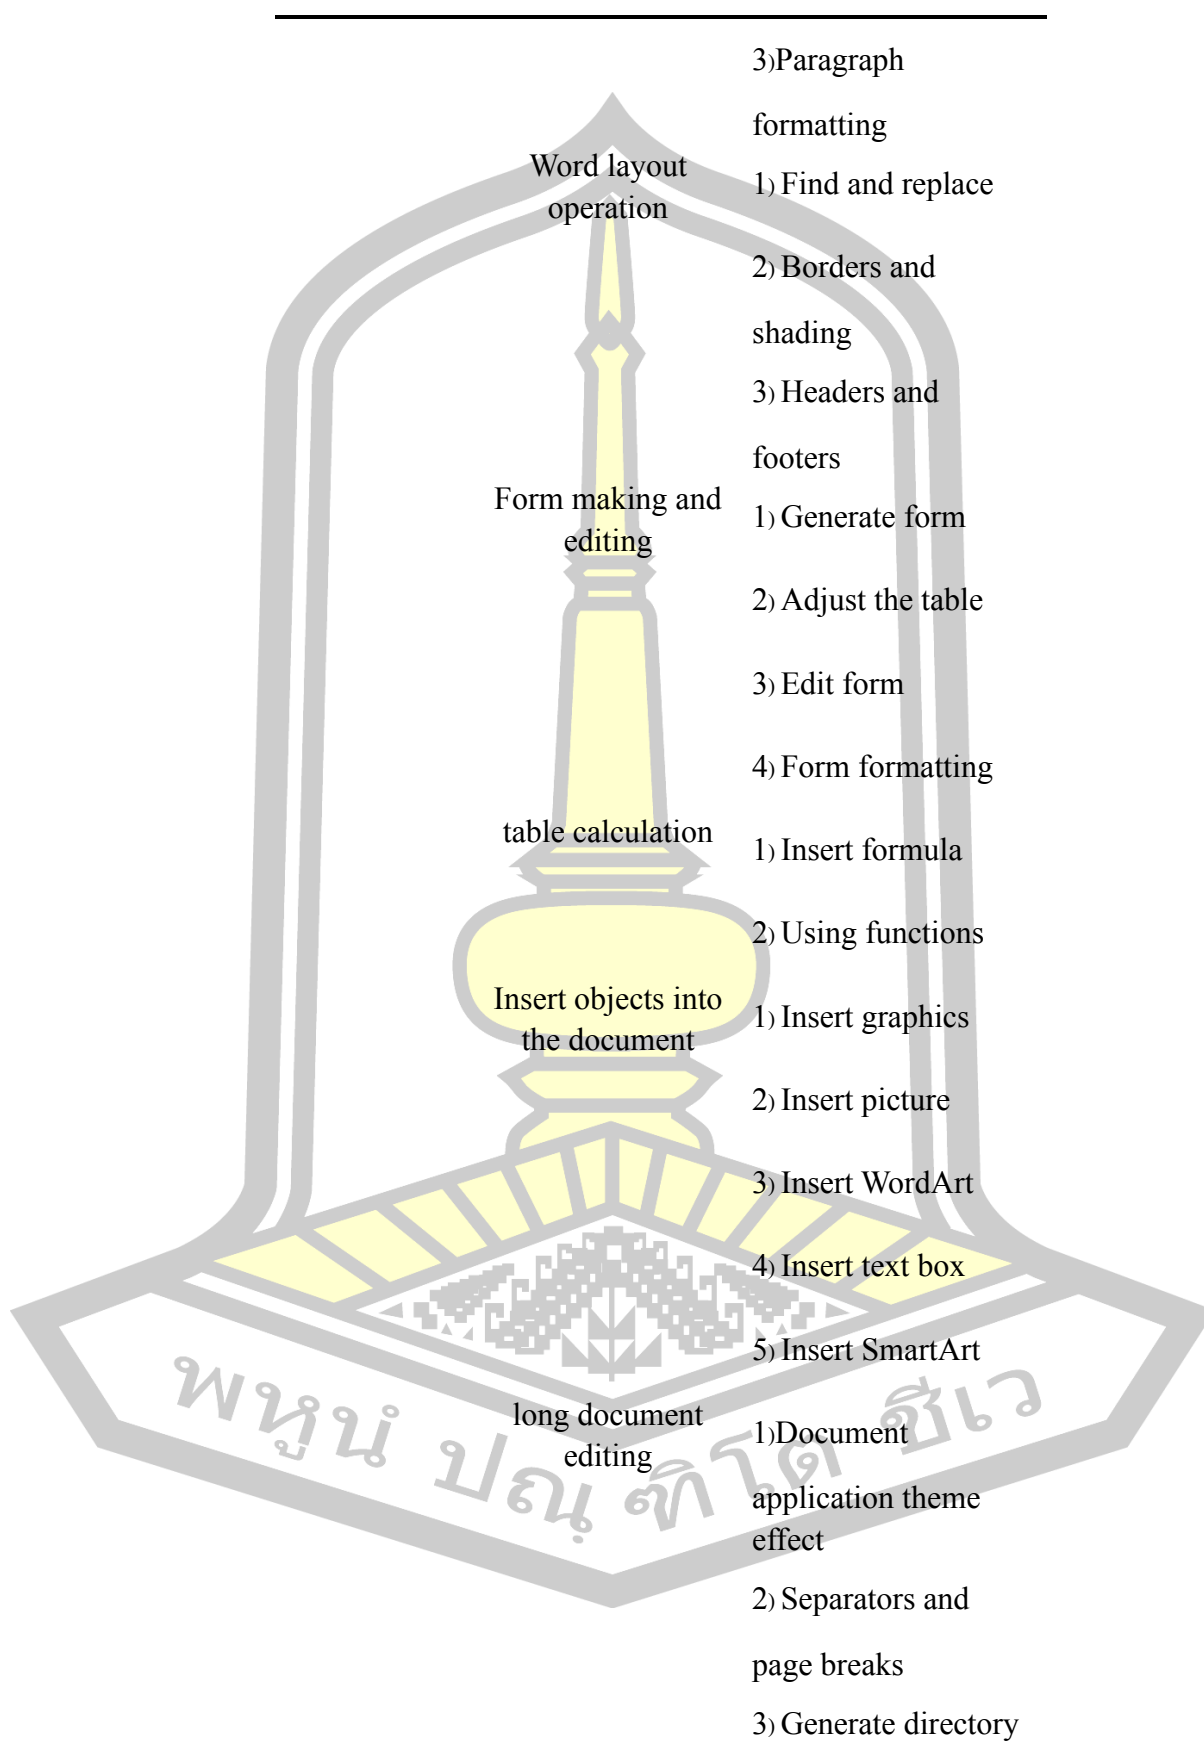 3)Paragraph
formatting
Word layout
operation
1) Find and replace
2) Borders and
shading
3) Headers and
footers
Form making and
editing
1) Generate form
2) Adjust the table
3) Edit form
4) Form formatting
table calculation
1) Insert formula
2) Using functions
Insert objects into
the document
1) Insert graphics
2) Insert picture
3) Insert WordArt
4) Insert text box
5) Insert SmartArt
long document
editing
1)Document
application theme
effect
2) Separators and
page breaks
3) Generate directory
พหูนํ ปณฺฑิโต ชีเว